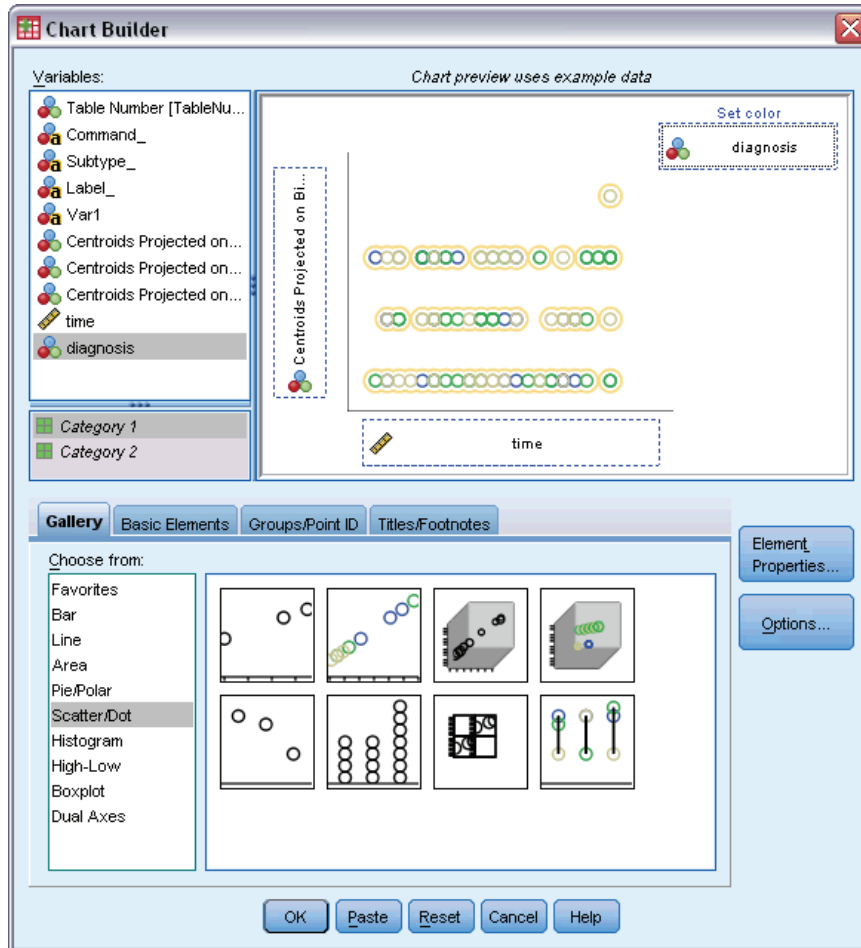 Chart Builder
Variables:
Table Number [TableNu...
Command_
Subtype_
Label_
Var1
Centroids Projected on...
Centroids Projected on...
Centroids Projected on...
time
diagnosis
Category 1
Category 2
Chart preview uses example data
Set color
diagnosis
Centroids Projected on Bi...
time
Gallery
Basic Elements
Groups/Point ID
Titles/Footnotes
Choose from:
Favorites
Bar
Line
Area
Pie/Polar
Scatter/Dot
Histogram
High-Low
Boxplot
Dual Axes
Element
Properties...
Options...
OK
Paste
Reset
Cancel
Help